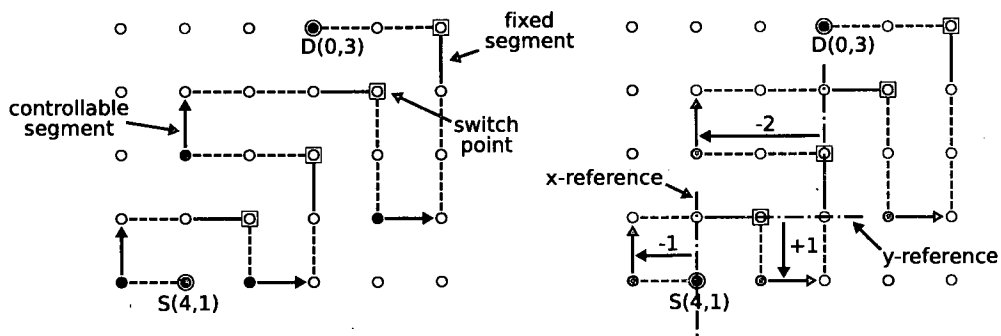 D(0,3)
fixed
segment
controllable
segment
switch
point
S(4,1)
D(0,3)
-2
x-reference
-1
+1
y-reference
S(4,1)